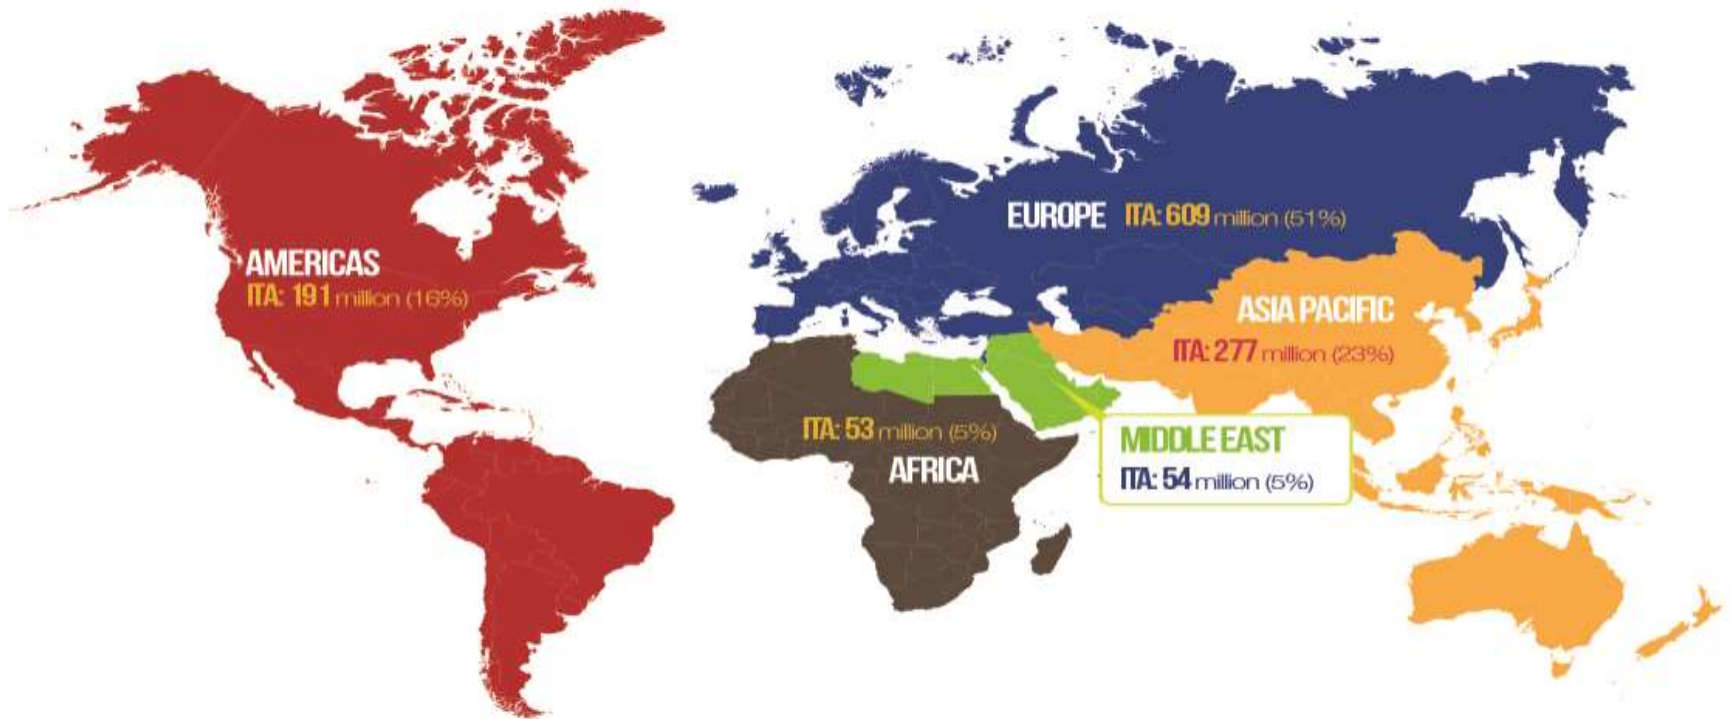 AMERICAS
ITA: 191 million (16%)
EUROPE ITA: 609 million (51%)
ASIA PACIFIC
ITA: 277 million (23%)
ITA: 53 million (5%)
AFRICA
MIDDLE EAST
ITA: 54 million (5%)